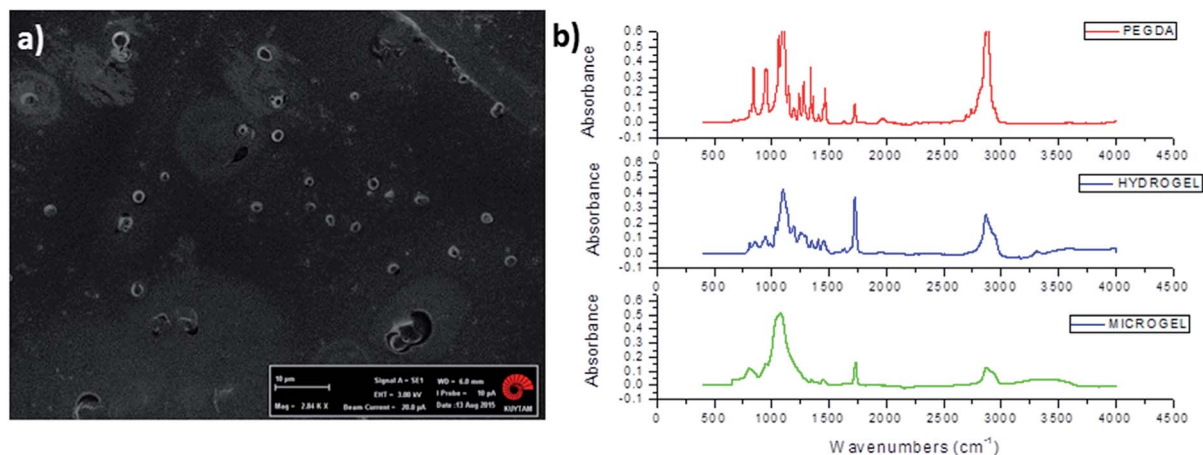 a)
10 µm
Mag = 2.04 K X
Signal A = SE1
EHT = 3.00 kV
Beam Current = 20.0 µA
WD = 6.0 mm
I Probe = 10 pA
Date :13 Aug 2015
KUYTAM
b)
PEGDA
Absorbance
0.6
0.5
0.4
0.3
0.2
0.1
0.0
-0.1
0 500 1000 1500 2000 2500 3000 3500 4000 4500
HYDROGEL
Absorbance
0.6
0.5
0.4
0.3
0.2
0.1
0.0
-0.1
0 500 1000 1500 2000 2500 3000 3500 4000 4500
MICROGEL
Absorbance
0.6
0.5
0.4
0.3
0.2
0.1
0.0
-0.1
0 500 1000 1500 2000 2500 3000 3500 4000 4500
Wavenumbers (cm⁻¹)